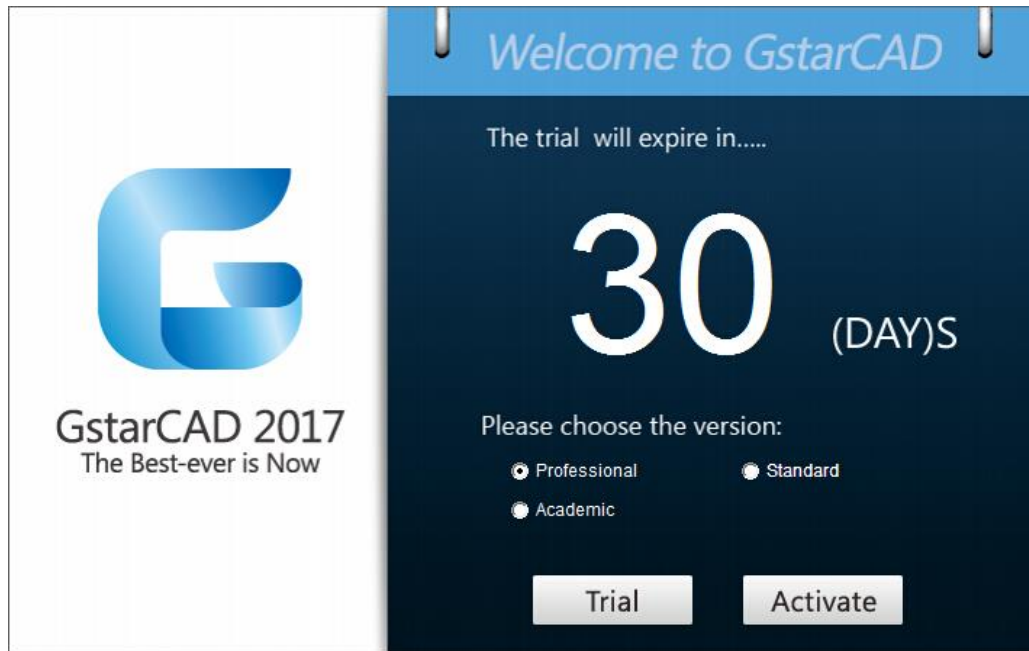 Welcome to GstarCAD
The trial will expire in.....
30 (DAY)S
GstarCAD 2017
The Best-ever is Now
Please choose the version:
Professional Standard
Academic
Trial Activate